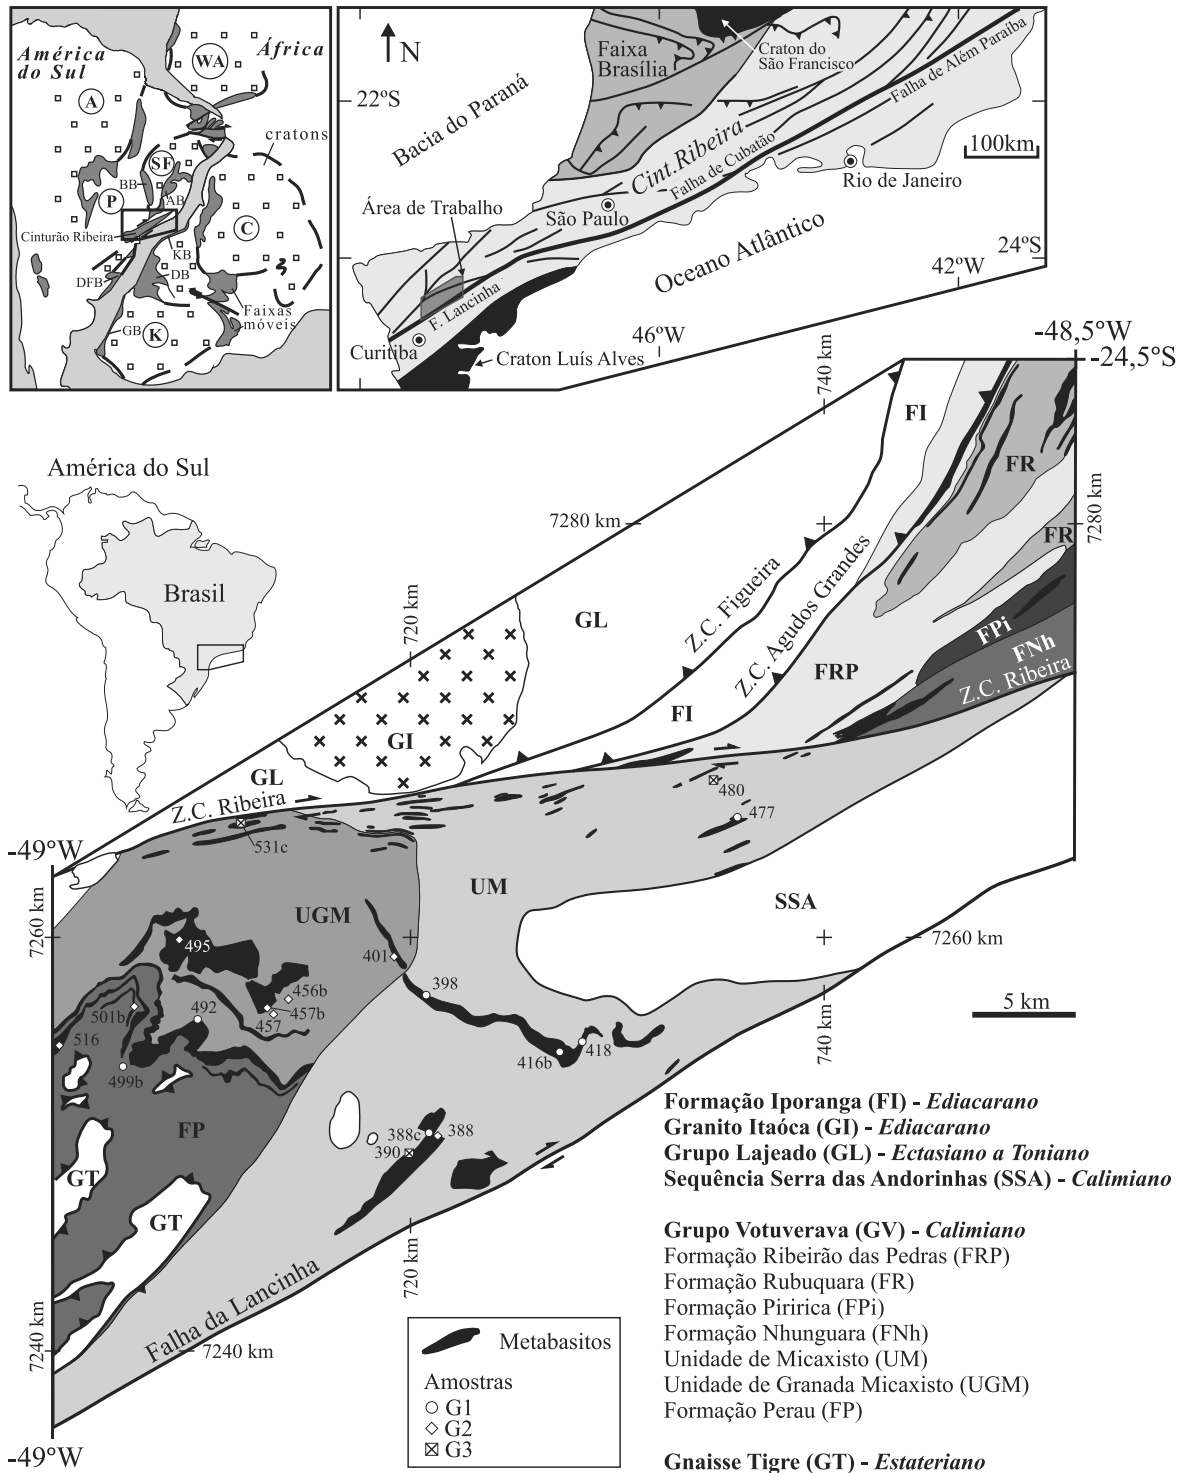 América
do Sul
África
WA
A
cratons
SF
BB
P
AB
C
Cinturão Ribeira
KB
DFB
DB
Faixas
móveis
GB
K
N
Faixa
Brasília
Craton do
São Francisco
Falha de Além Paraíba
22ºS
Bacia do Paraná
Cint.Ribeira
Falha de Cubatão
100km
Rio de Janeiro
Área de Trabalho
São Paulo
Oceano Atlântico
24ºS
42ºW
F. Lancinha
46ºW
Curitiba
Craton Luís Alves
-48,5°W
-24,5°S
740 km
FI
América do Sul
FR
7280 km
7280 km
FR
Brasil
Z.C. Figueira
Z.C. Agudos Grandes
720 km
GL
FPi
FNh
FRP
Z.C. Ribeira
FI
GI
GL
Z.C. Ribeira
480
477
531c
-49°W
UM
SSA
7260 km
UGM
495
7260 km
401
398
456b
501b
492
457b
457
5 km
516
416b
418
740 km
499b
FP
388c
388
390
GT
GT
720 km
Falha da Lancinha
7240 km
7240 km
-49°W
Metabasitos
Amostras
G1
G2
G3
Formação Iporanga (FI) - Ediacarano
Granito Itaóca (GI) - Ediacarano
Grupo Lajeado (GL) - Ectasiano a Toniano
Sequência Serra das Andorinhas (SSA) - Calimiano
Grupo Votuverava (GV) - Calimiano
Formação Ribeirão das Pedras (FRP)
Formação Rubuquara (FR)
Formação Piririca (FPi)
Formação Nhunguara (FNh)
Unidade de Micaxisto (UM)
Unidade de Granada Micaxisto (UGM)
Formação Perau (FP)
Gnaisse Tigre (GT) - Estateriano